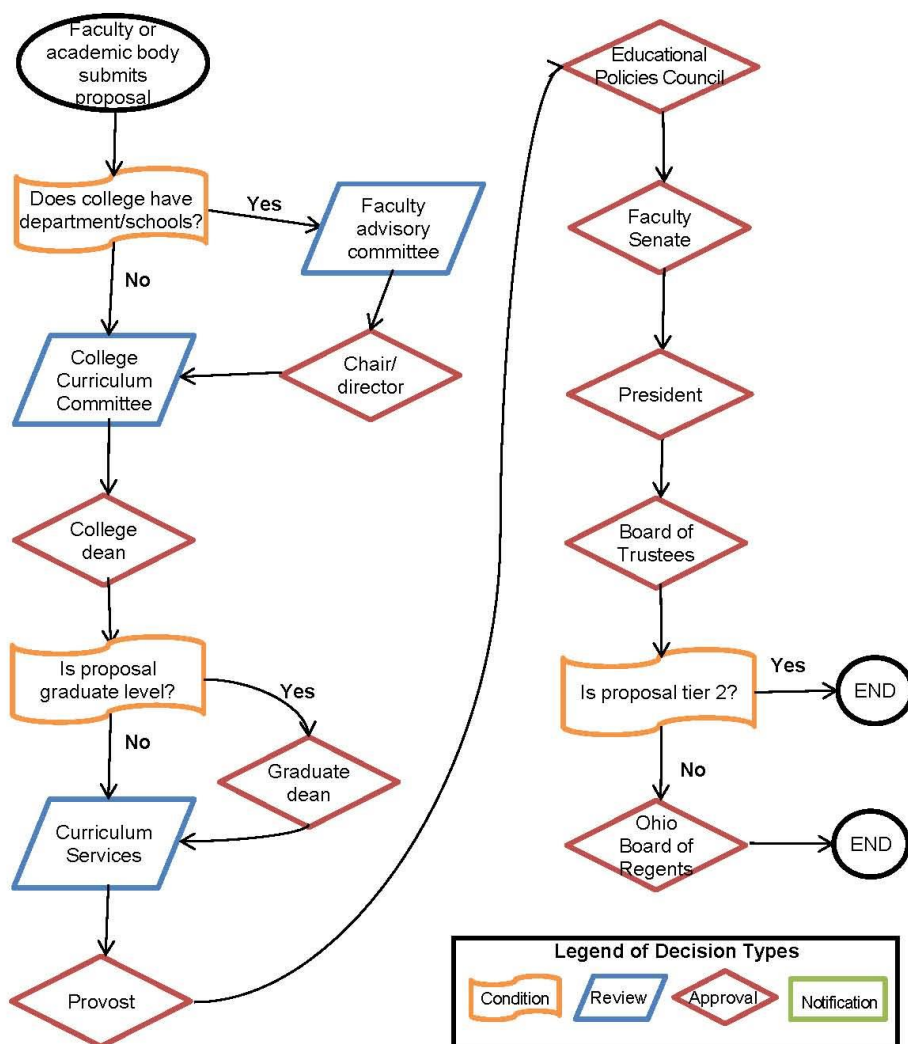 Faculty or
academic body
submits
proposal
Does college have
department/schools?
Yes
Faculty
advisory
committee
No
College
Curriculum
Committee
Chair/
director
College
dean
Is proposal
graduate level?
Yes
No
Graduate
dean
Curriculum
Services
Provost
Educational
Policies Council
Faculty
Senate
President
Board of
Trustees
Is proposal tier 2?
Yes
END
No
Ohio
Board of
Regents
END
Legend of Decision Types
Condition
Review
Approval
Notification